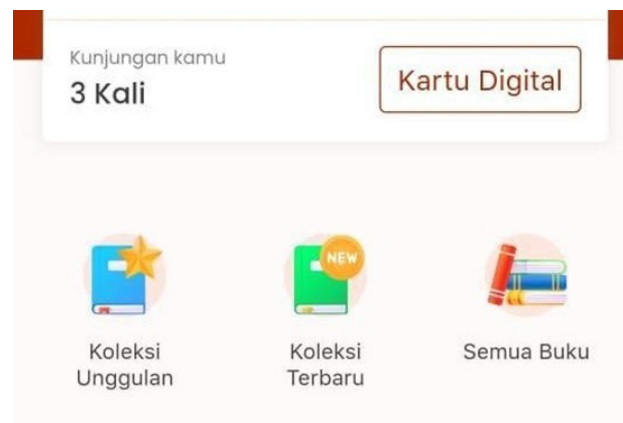 Kunjungan kamu
3 Kali
Kartu Digital
NEW
Koleksi
Unggulan
Koleksi
Terbaru
Semua Buku